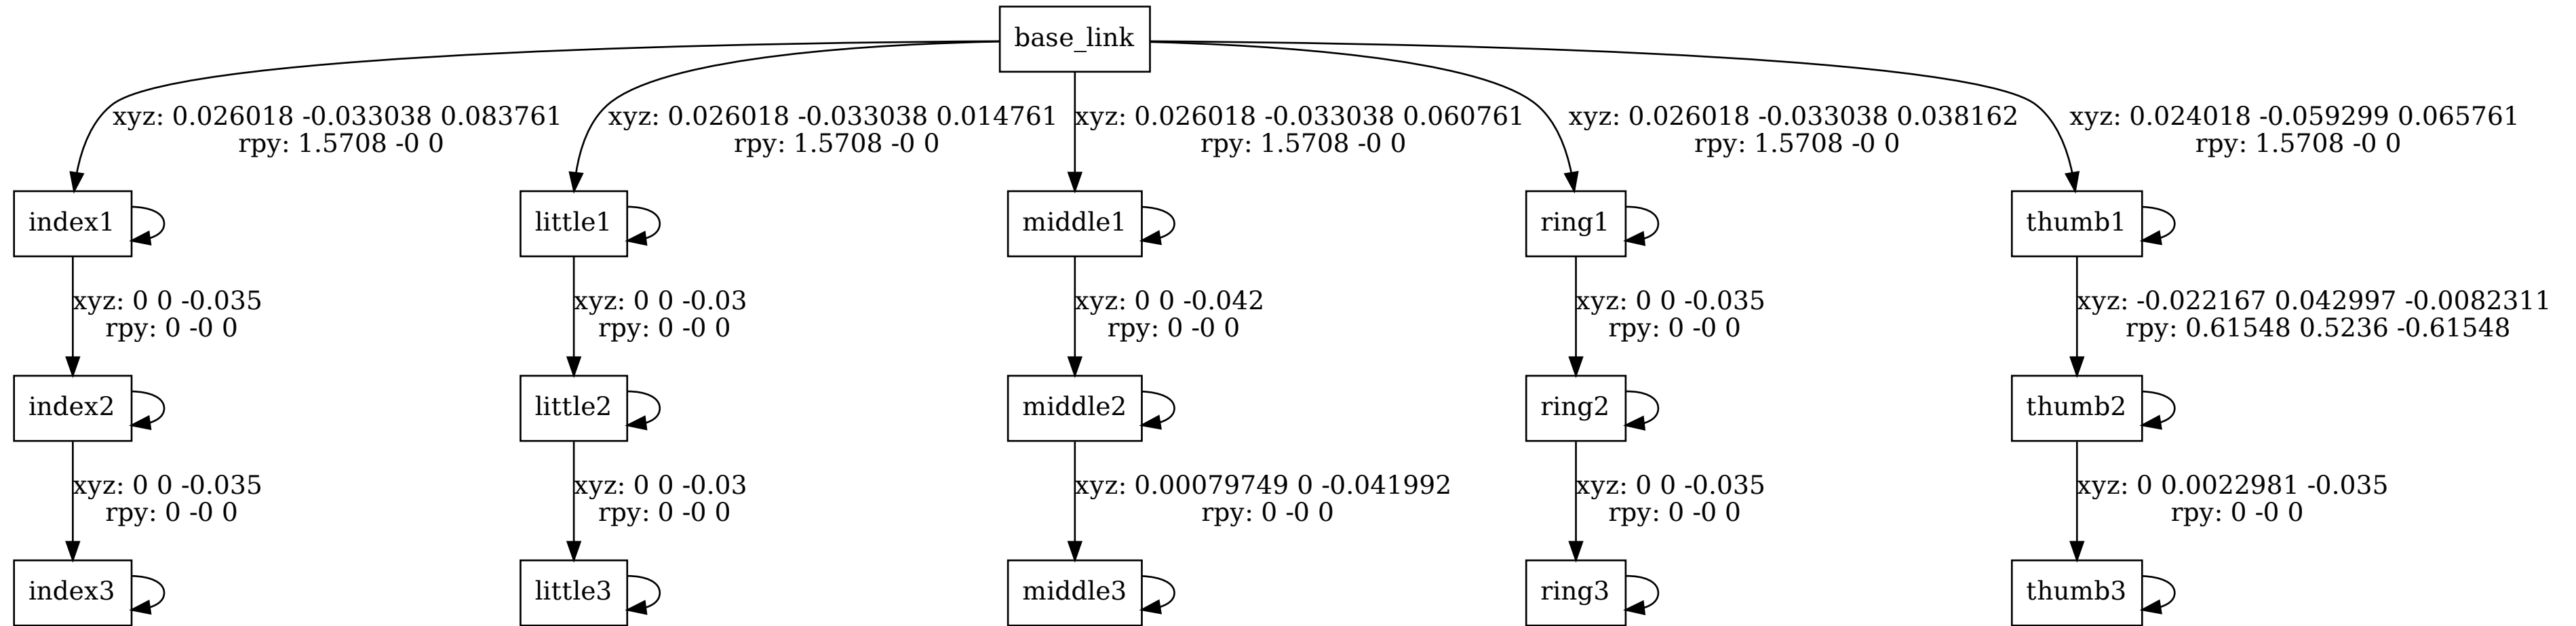 base_link
xyz: 0.026018 -0.033038 0.083761
rpy: 1.5708 -0 0
xyz: 0.026018 -0.033038 0.014761
rpy: 1.5708 -0 0
xyz: 0.026018 -0.033038 0.060761
rpy: 1.5708 -0 0
xyz: 0.026018 -0.033038 0.038162
rpy: 1.5708 -0 0
xyz: 0.024018 -0.059299 0.065761
rpy: 1.5708 -0 0
index1
little1
middle1
ring1
thumb1
xyz: 0 0 -0.035
rpy: 0 -0 0
xyz: 0 0 -0.03
rpy: 0 -0 0
xyz: 0 0 -0.042
rpy: 0 -0 0
xyz: 0 0 -0.035
rpy: 0 -0 0
xyz: -0.022167 0.042997 -0.0082311
rpy: 0.61548 0.5236 -0.61548
index2
little2
middle2
ring2
thumb2
xyz: 0 0 -0.035
rpy: 0 -0 0
xyz: 0 0 -0.03
rpy: 0 -0 0
xyz: 0.00079749 0 -0.041992
rpy: 0 -0 0
xyz: 0 0 -0.035
rpy: 0 -0 0
xyz: 0 0.0022981 -0.035
rpy: 0 -0 0
index3
little3
middle3
ring3
thumb3